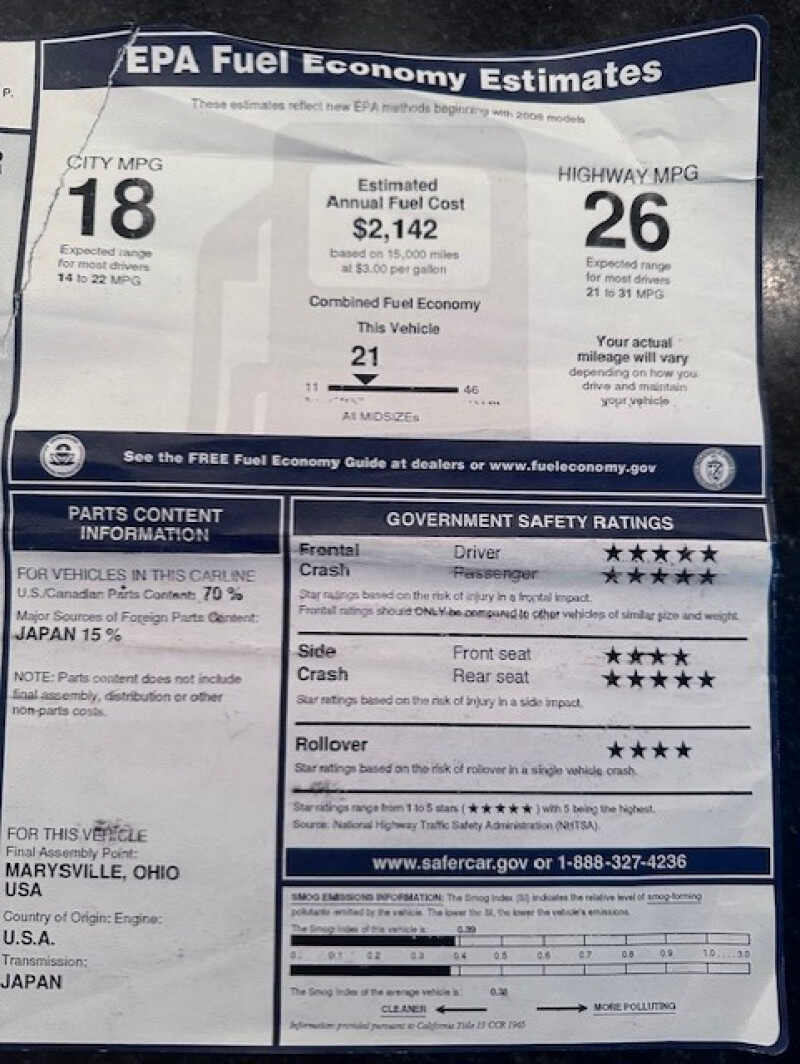 P.
EPA Fuel Economy Estimates
These estimates reflect new EPA methods beginning with 2008 models
CITY MPG
18
Expected range
for most drivers
14 to 22 MPG
Estimated
Annual Fuel Cost
$2,142
based on 15,000 miles
at $3.00 per gallon
Combined Fuel Economy
This Vehicle
21
11 46
All MIDSIZEs
HIGHWAY MPG
26
Expected range
for most drivers
21 to 31 MPG
Your actual
mileage will vary
depending on how you
drive and maintain
your vehicle
See the FREE Fuel Economy Guide at dealers or www.fueleconomy.gov
PARTS CONTENT
INFORMATION
FOR VEHICLES IN THIS CARLINE
U.S./Canadian Parts Content: 70 %
Major Sources of Foreign Parts Content:
JAPAN 15 %
NOTE: Parts content does not include
final assembly, distribution or other
non-parts costs.
FOR THIS VEHICLE
Final Assembly Point:
MARYSVILLE, OHIO
USA
Country of Origin: Engine:
U.S.A.
Transmission:
JAPAN
GOVERNMENT SAFETY RATINGS
Frontal Driver ★★★★★
Crash Passenger ★★★★★
Star ratings based on the risk of injury in a frontal impact.
Frontal ratings should ONLY be compared to other vehicles of similar size and weight.
Side Front seat ★★★★
Crash Rear seat ★★★★★
Star ratings based on the risk of injury in a side impact.
Rollover ★★★★
Star ratings based on the risk of rollover in a single vehicle crash.
Star ratings range from 1 to 5 stars (★★★★★) with 5 being the highest.
Source: National Highway Traffic Safety Administration (NHTSA).
www.safercar.gov or 1-888-327-4236
SMOG EMISSIONS INFORMATION: The Smog Index (SI) indicates the relative level of smog-forming
pollutants emitted by the vehicle. The lower the SI, the lower the vehicle's emissions.
The Smog Index of this vehicle is: 0.39
0. 0.1 0.2 0.3 0.4 0.5 0.6 0.7 0.8 0.9 1.0....3.0
The Smog Index of the average vehicle is: 0.38
CLEANER MORE POLLUTING
Information provided pursuant to California Title 13 CCR 1965